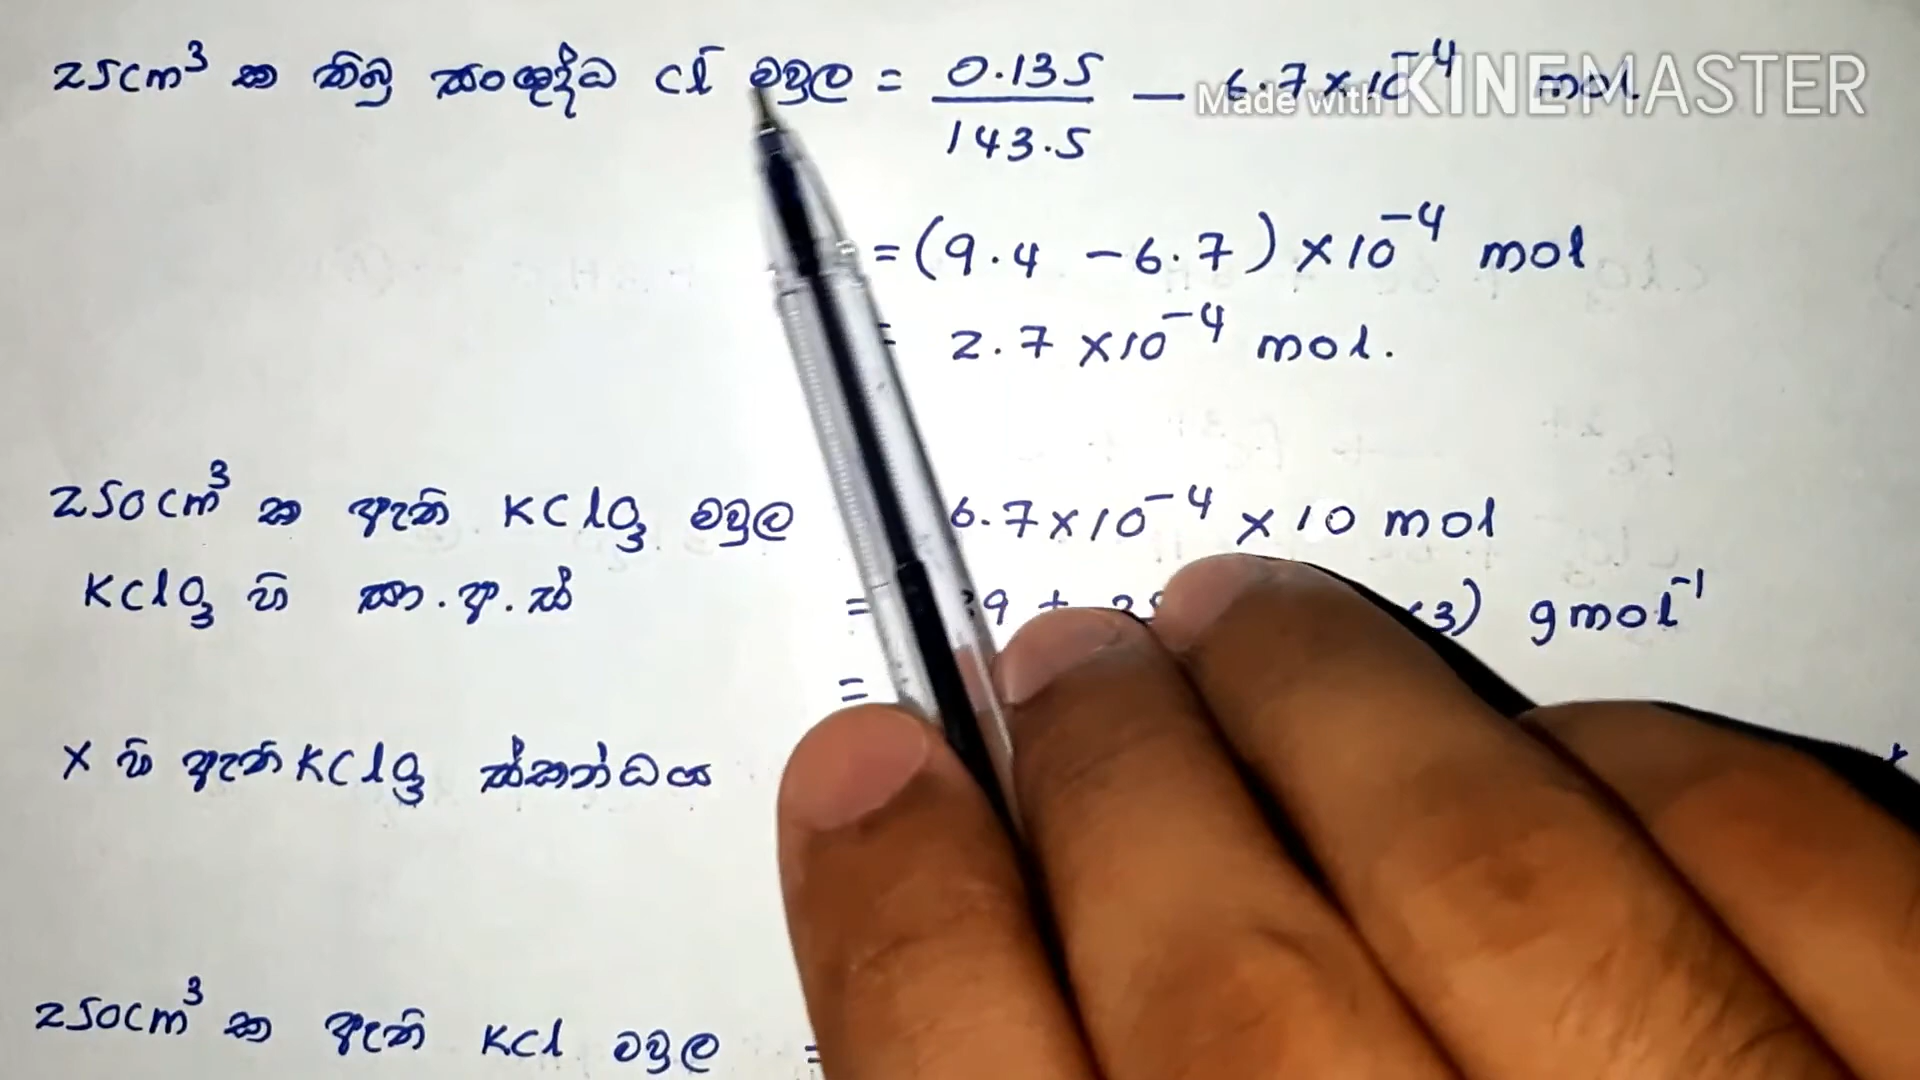 25cm³ ක තිබූ සංශුද්ධ Cl⁻ මවුල = 0.135 / 143.5 — 6.7 × 10⁻⁴ mol
Made with KINEMASTER
= (9.4 - 6.7) × 10⁻⁴ mol
= 2.7 × 10⁻⁴ mol.
250cm³ ක ඇති KClO₃ මවුල 6.7 × 10⁻⁴ × 10 mol
KClO₃ හි සා.අ.ස් = 39 + 3) gmol⁻¹
=
X හි ඇති KClO₃ ස්කන්ධය
250cm³ ක ඇති KCl මවුල =